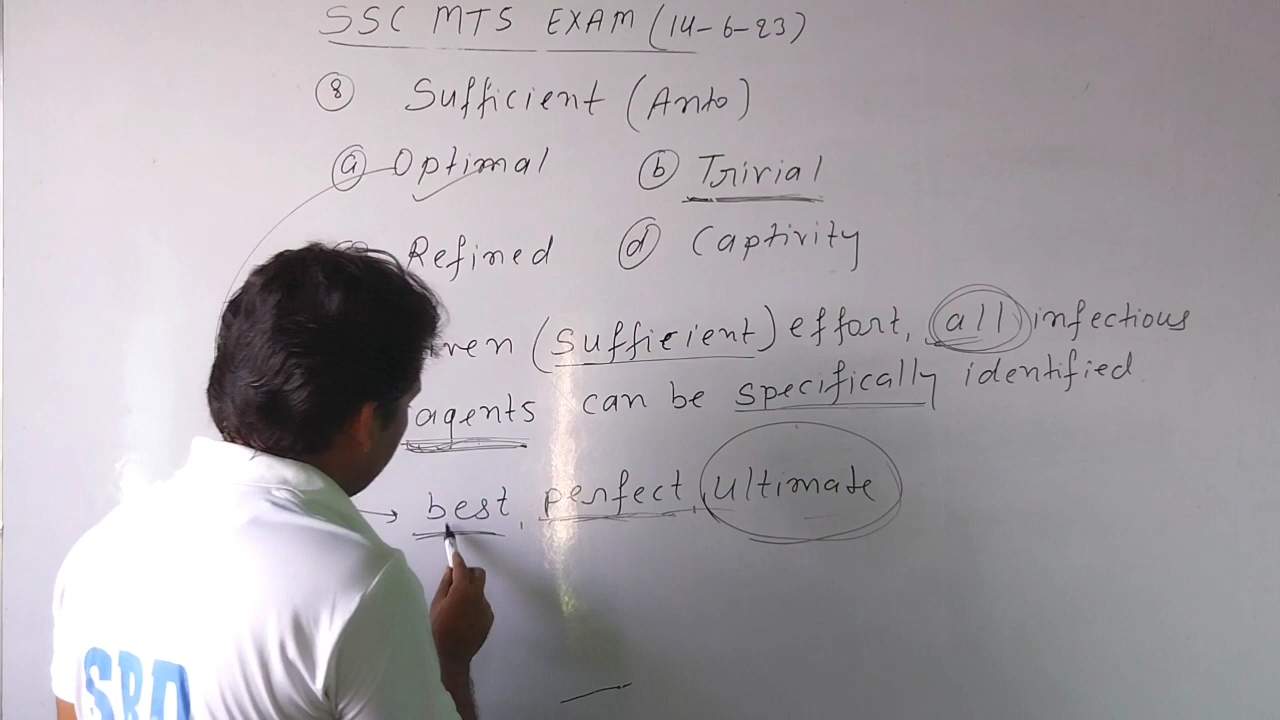 SSC MTS EXAM (14-6-23)
8 Sufficient (Anto)
a Optimal b Trivial
Refined d Captivity
(sufficient) effort, all infectious
agents can be specifically identified
→ best, perfect, ultimate
SRD